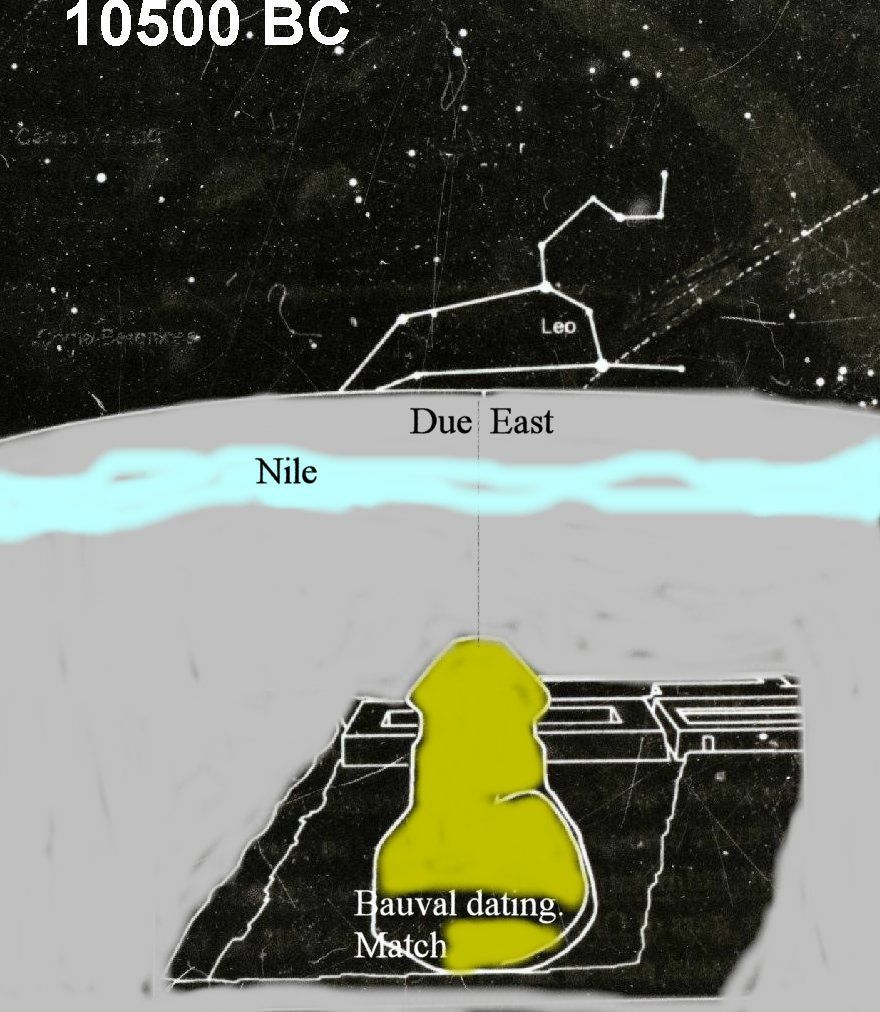 10500 BC
Leo
Due East
Nile
Bauval dating.
Match